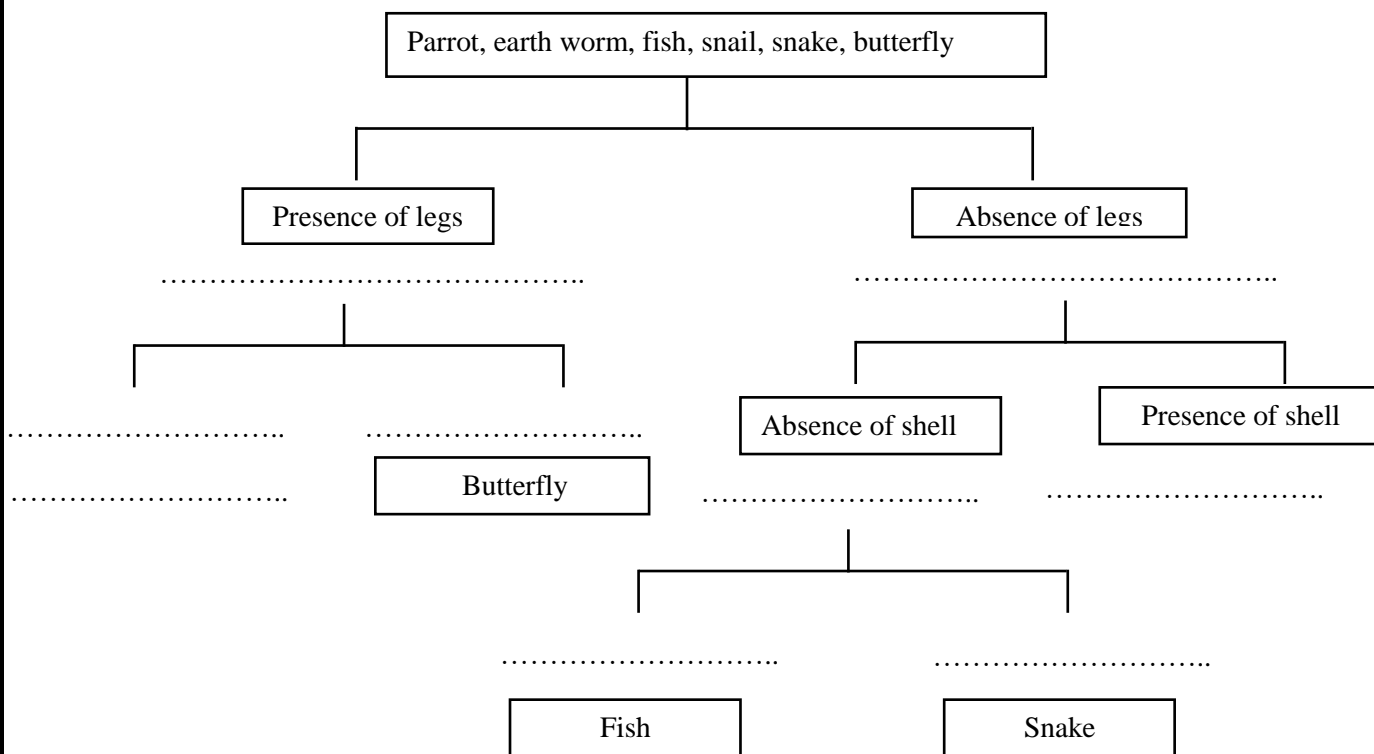 Parrot, earth worm, fish, snail, snake, butterfly
Presence of legs
Absence of legs
……………………………………..
……………………………………..
Absence of shell
Presence of shell
………………………..
………………………..
Butterfly
………………………..
………………………..
………………………..
………………………..
………………………..
Fish
Snake